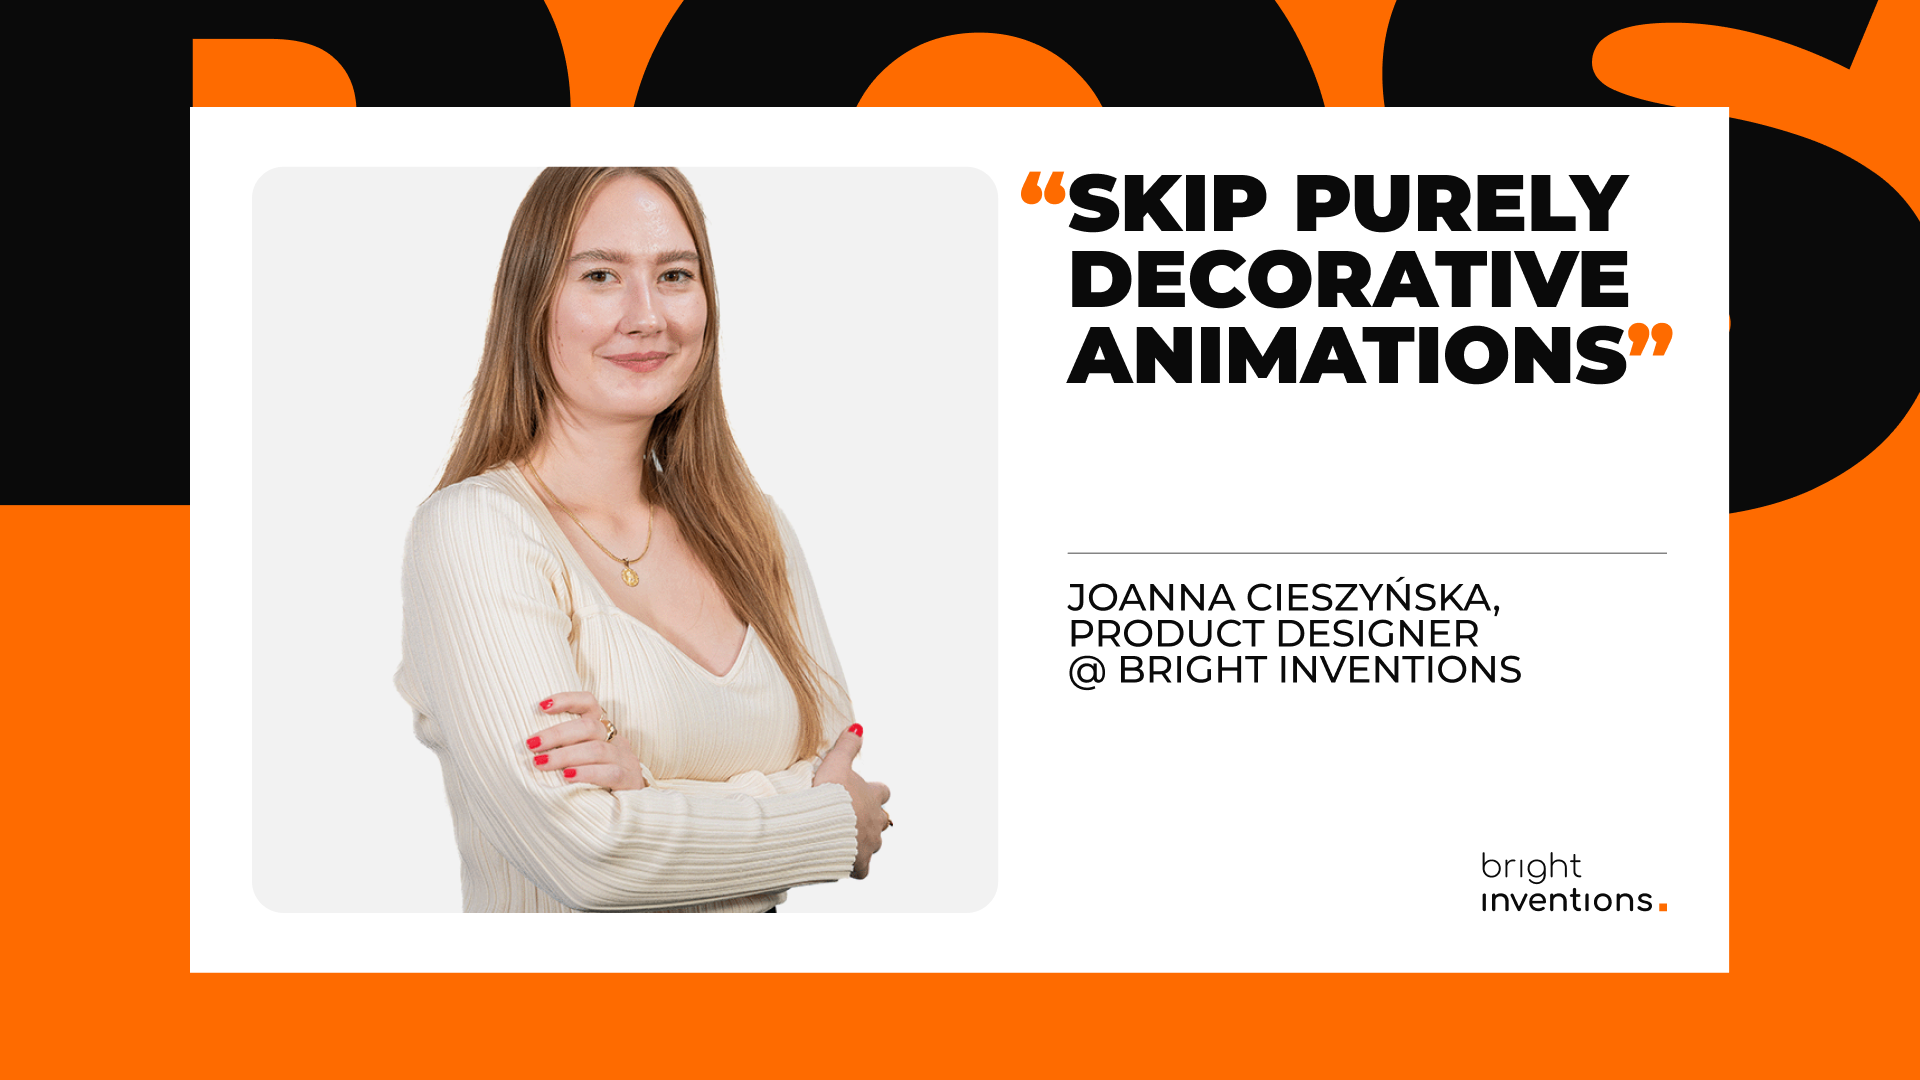 “SKIP PURELY
DECORATIVE
ANIMATIONS”
JOANNA CIESZYŃSKA,
PRODUCT DESIGNER
@ BRIGHT INVENTIONS
bright
inventions.